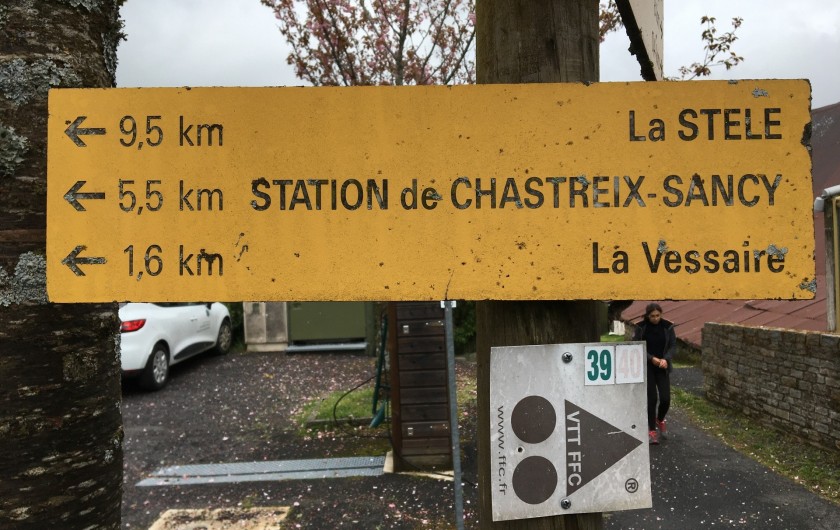 ← 9,5 km La STELE
← 5,5 km STATION de CHASTREIX-SANCY
← 1,6 km La Vessaire
39 40
VTT FFC
®
www.ffc.fr